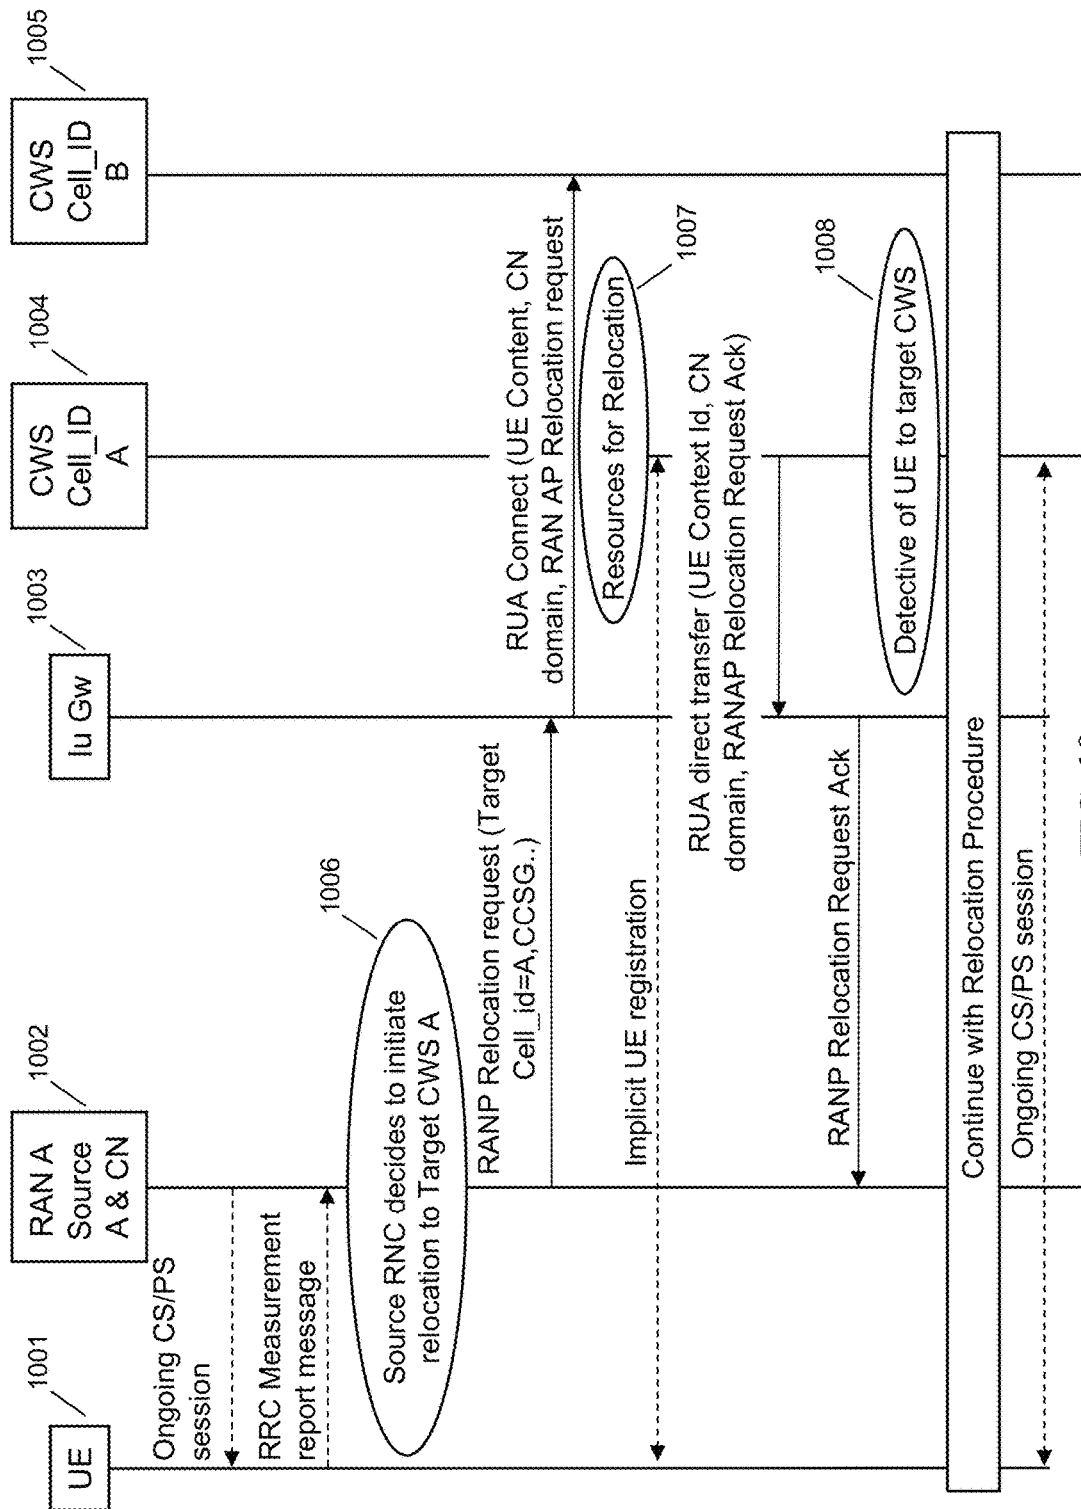 UE
1001
RAN A
Source
A & CN
1002
Iu Gw
1003
CWS
Cell_ID
A
1004
CWS
Cell_ID
B
1005
Ongoing CS/PS
session
RRC Measurement
report message
Source RNC decides to initiate
relocation to Target CWS A
1006
RANP Relocation request (Target
Cell_id=A,CCSG..)
RUA Connect (UE Content, CN
domain, RAN AP Relocation request
Resources for Relocation
1007
Implicit UE registration
RUA direct transfer (UE Context Id, CN
domain, RANAP Relocation Request Ack)
RANP Relocation Request Ack
Detective of UE to target CWS
1008
Continue with Relocation Procedure
Ongoing CS/PS session